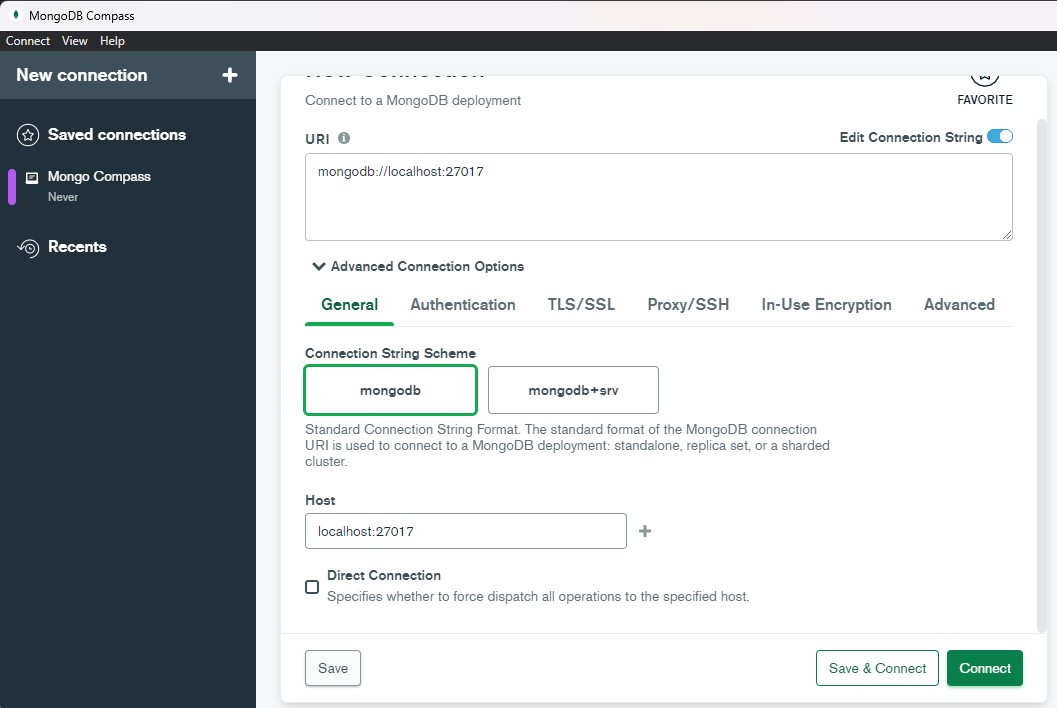 MongoDB Compass
Connect View Help
New connection
Saved connections
Mongo Compass
Never
Recents
New Connection
Connect to a MongoDB deployment
FAVORITE
URI
Edit Connection String
mongodb://localhost:27017
Advanced Connection Options
General Authentication TLS/SSL Proxy/SSH In-Use Encryption Advanced
Connection String Scheme
mongodb mongodb+srv
Standard Connection String Format. The standard format of the MongoDB connection
URI is used to connect to a MongoDB deployment: standalone, replica set, or a sharded
cluster.
Host
localhost:27017
Direct Connection
Specifies whether to force dispatch all operations to the specified host.
Save Save & Connect Connect